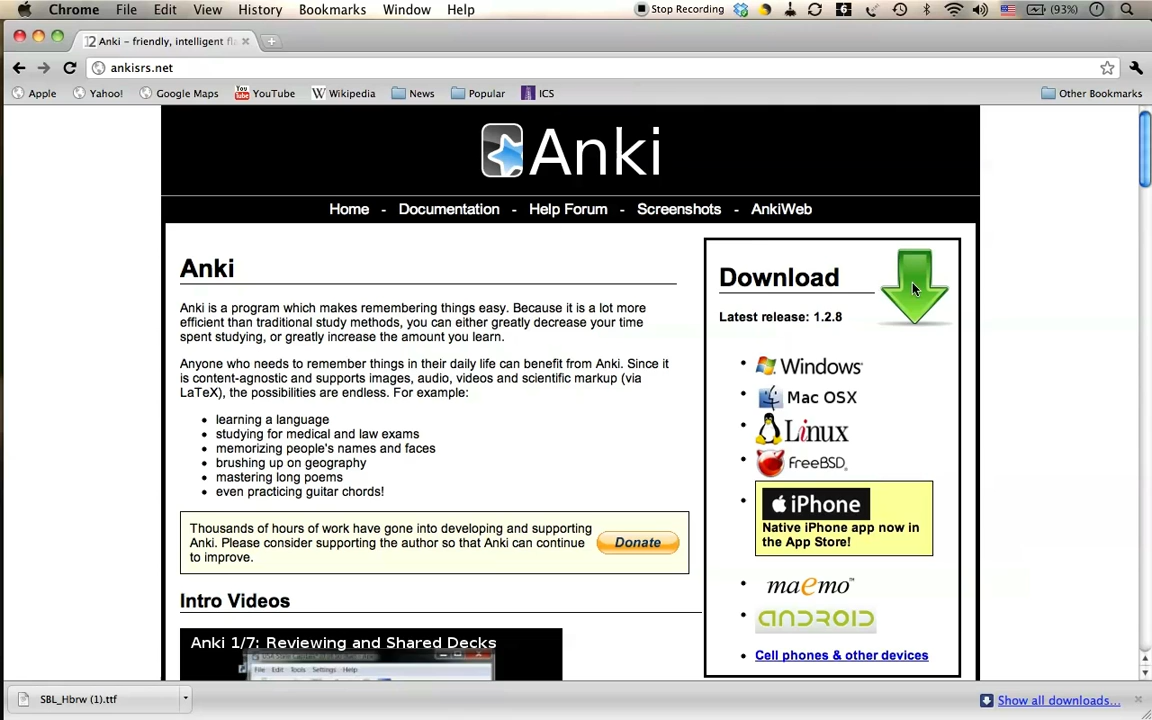 Chrome File Edit View History Bookmarks Window Help Stop Recording 6 (93%)
Anki – friendly, intelligent fl
ankisrs.net
Apple Yahoo! Google Maps YouTube Wikipedia News Popular ICS Other Bookmarks
Anki
Home - Documentation - Help Forum - Screenshots - AnkiWeb
Anki
Anki is a program which makes remembering things easy. Because it is a lot more
efficient than traditional study methods, you can either greatly decrease your time
spent studying, or greatly increase the amount you learn.
Anyone who needs to remember things in their daily life can benefit from Anki. Since it
is content-agnostic and supports images, audio, videos and scientific markup (via
LaTeX), the possibilities are endless. For example:
• learning a language
• studying for medical and law exams
• memorizing people's names and faces
• brushing up on geography
• mastering long poems
• even practicing guitar chords!
Thousands of hours of work have gone into developing and supporting
Anki. Please consider supporting the author so that Anki can continue
to improve.
Donate
Intro Videos
Anki 1/7: Reviewing and Shared Decks
File Edit Tools Settings Help
Download
Latest release: 1.2.8
• Windows
• Mac OSX
• Linux
• FreeBSD
• iPhone
Native iPhone app now in
the App Store!
• maemo™
• ANDROID
• Cell phones & other devices
SBL_Hbrw (1).ttf
Show all downloads...